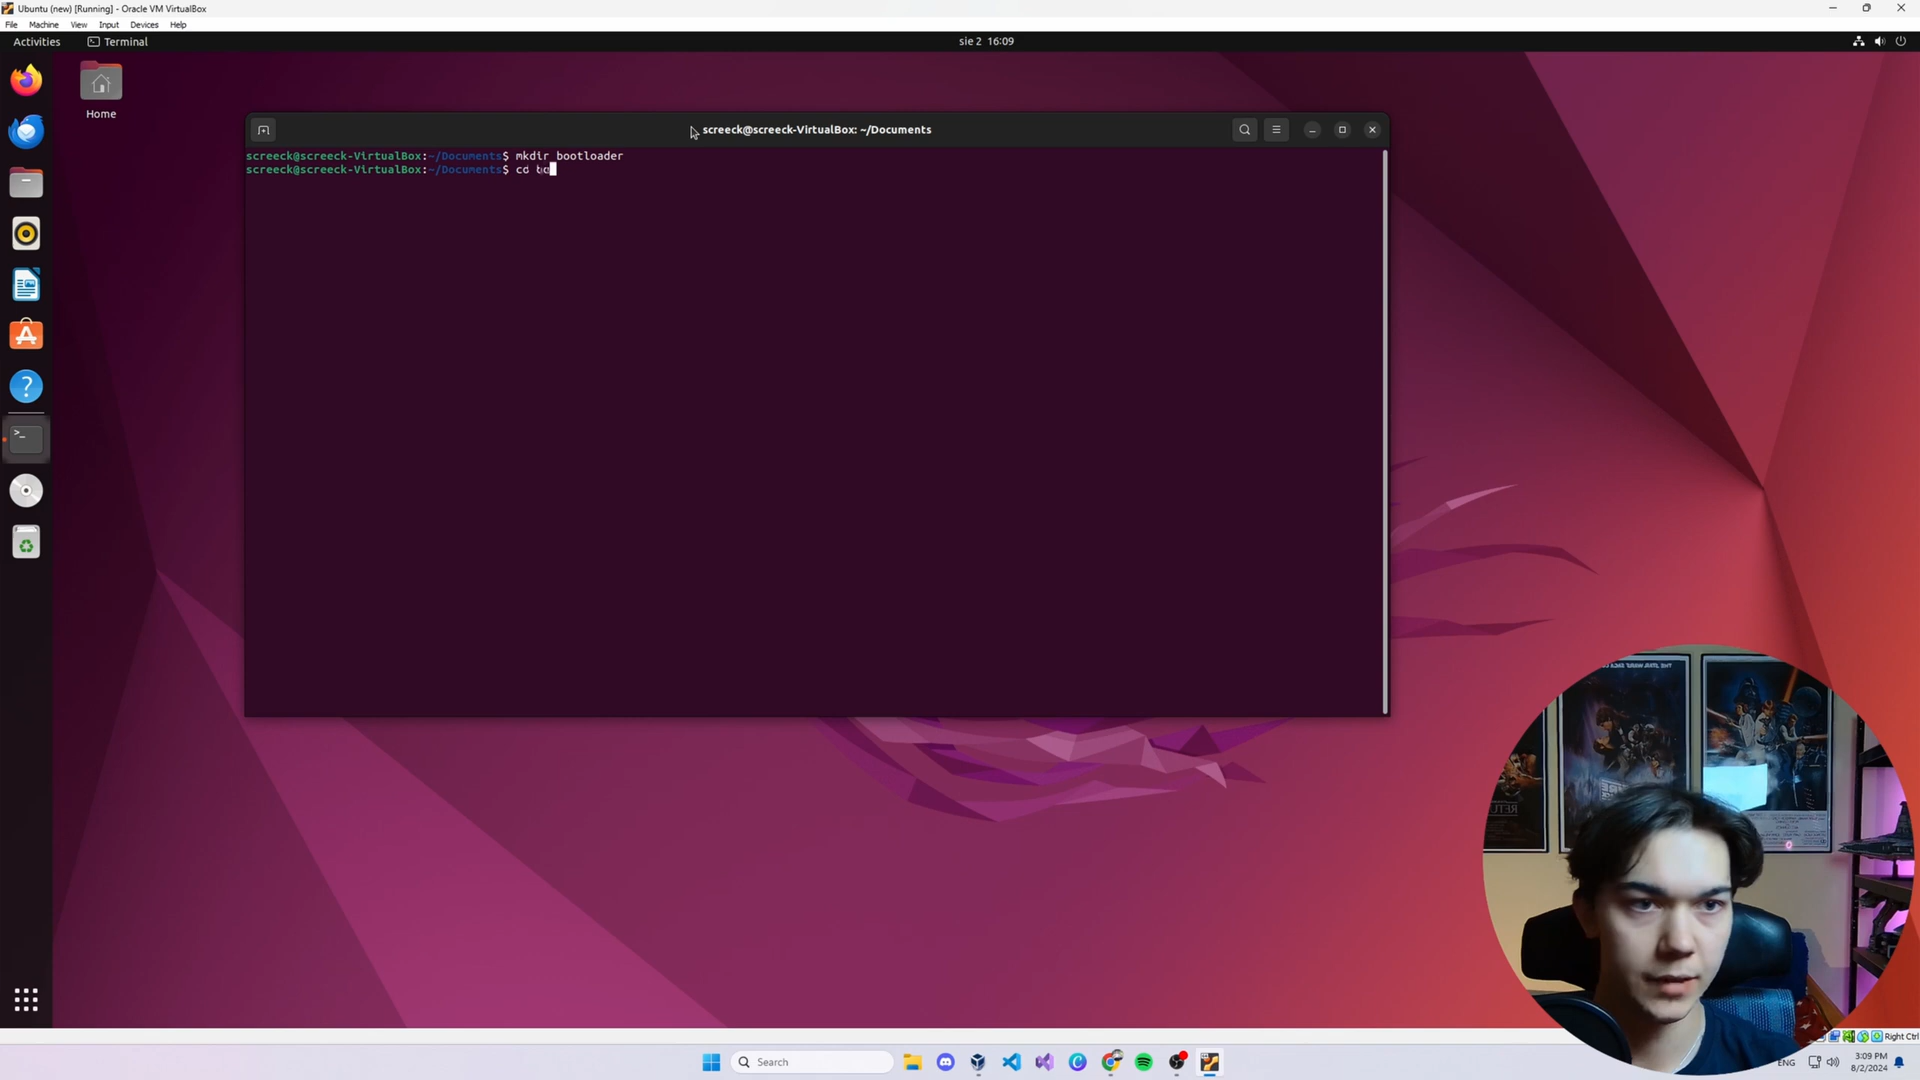 Ubuntu (new) [Running] - Oracle VM VirtualBox
File Machine View Input Devices Help
Activities Terminal sie 2 16:09
Home
screeck@screeck-VirtualBox: ~/Documents
screeck@screeck-VirtualBox:~/Documents$ mkdir bootloader
screeck@screeck-VirtualBox:~/Documents$ cd bo
Right Ctrl
Search
ENG
3:09 PM
8/2/2024